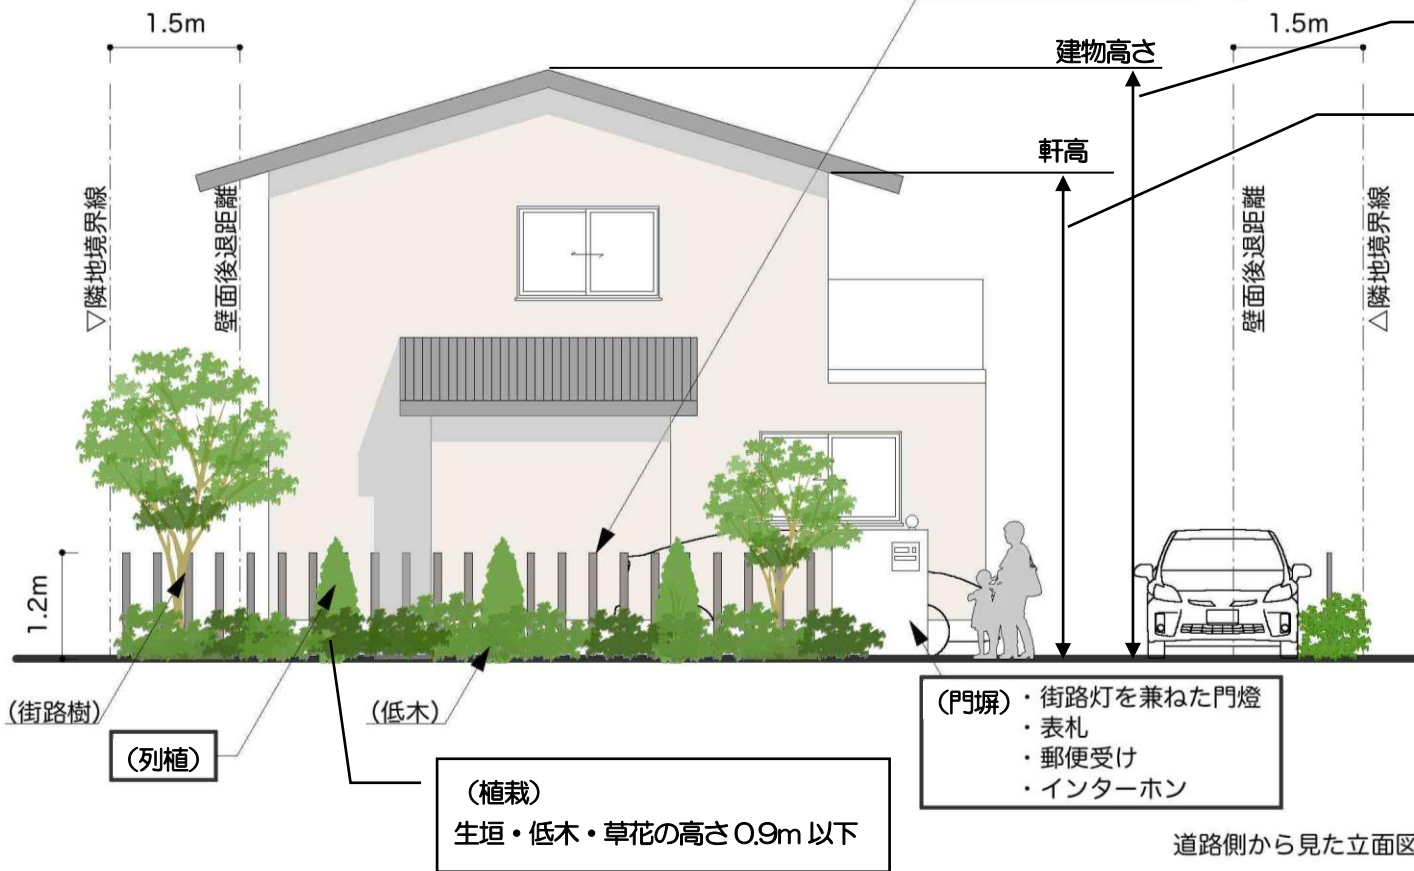 1.5m
1.5m
建物高さ
軒高
▽隣地境界線
壁面後退距離
壁面後退距離
△隣地境界線
1.2m
(街路樹)
(列植)
(低木)
(植栽)
生垣・低木・草花の高さ0.9m 以下
(門塀)・街路灯を兼ねた門燈
・表札
・郵便受け
・インターホン
道路側から見た立面図